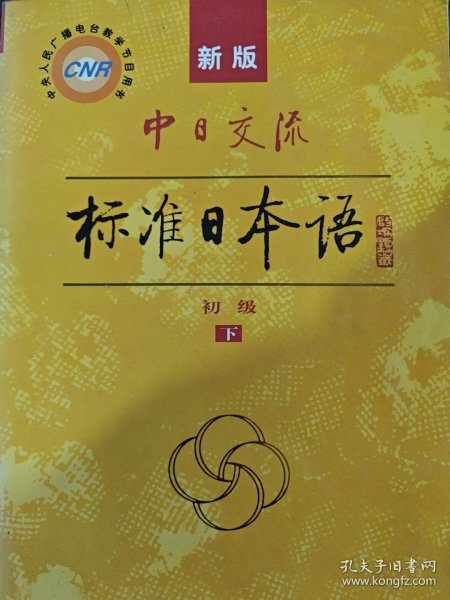 中央人民广播电台教学节目用书
CNR
新版
中日交流
标准日本语
初级
下
孔夫子旧书网
www.kongfz.com